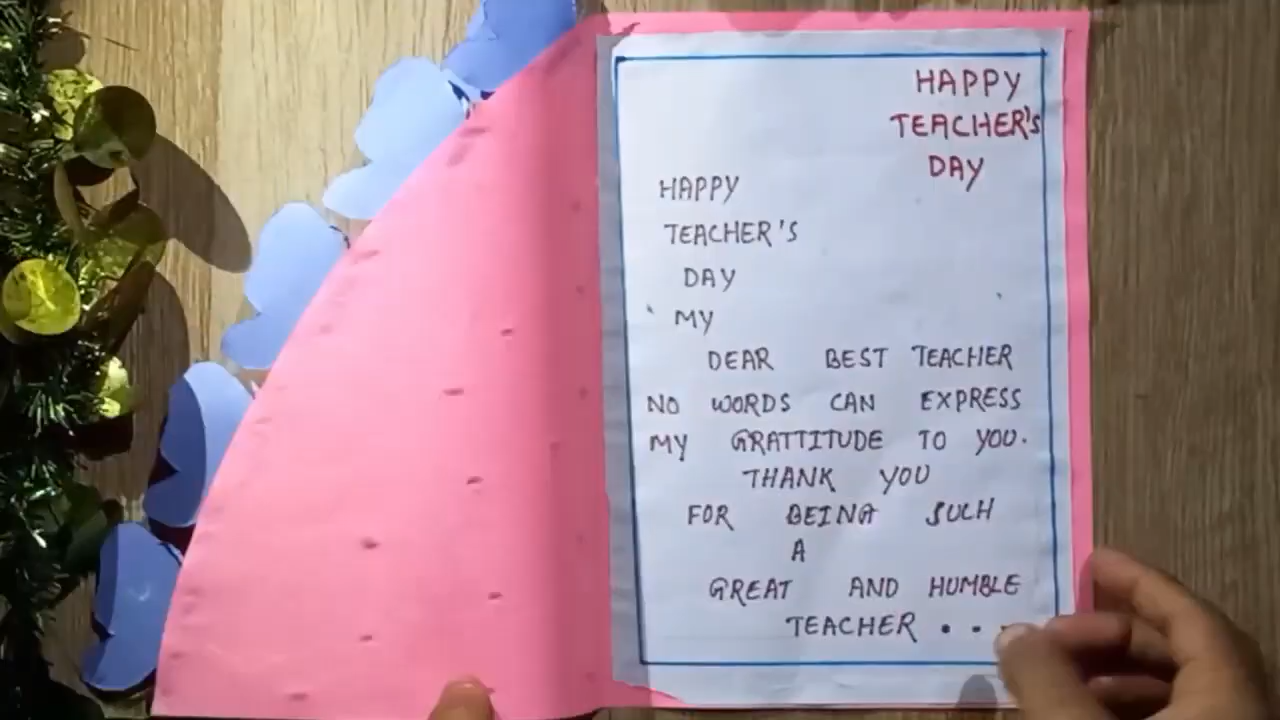 HAPPY
TEACHER'S
DAY
HAPPY
TEACHER'S
DAY
MY
DEAR BEST TEACHER
NO WORDS CAN EXPRESS
MY GRATTITUDE TO YOU.
THANK YOU
FOR BEING SUCH
A
GREAT AND HUMBLE
TEACHER . . .